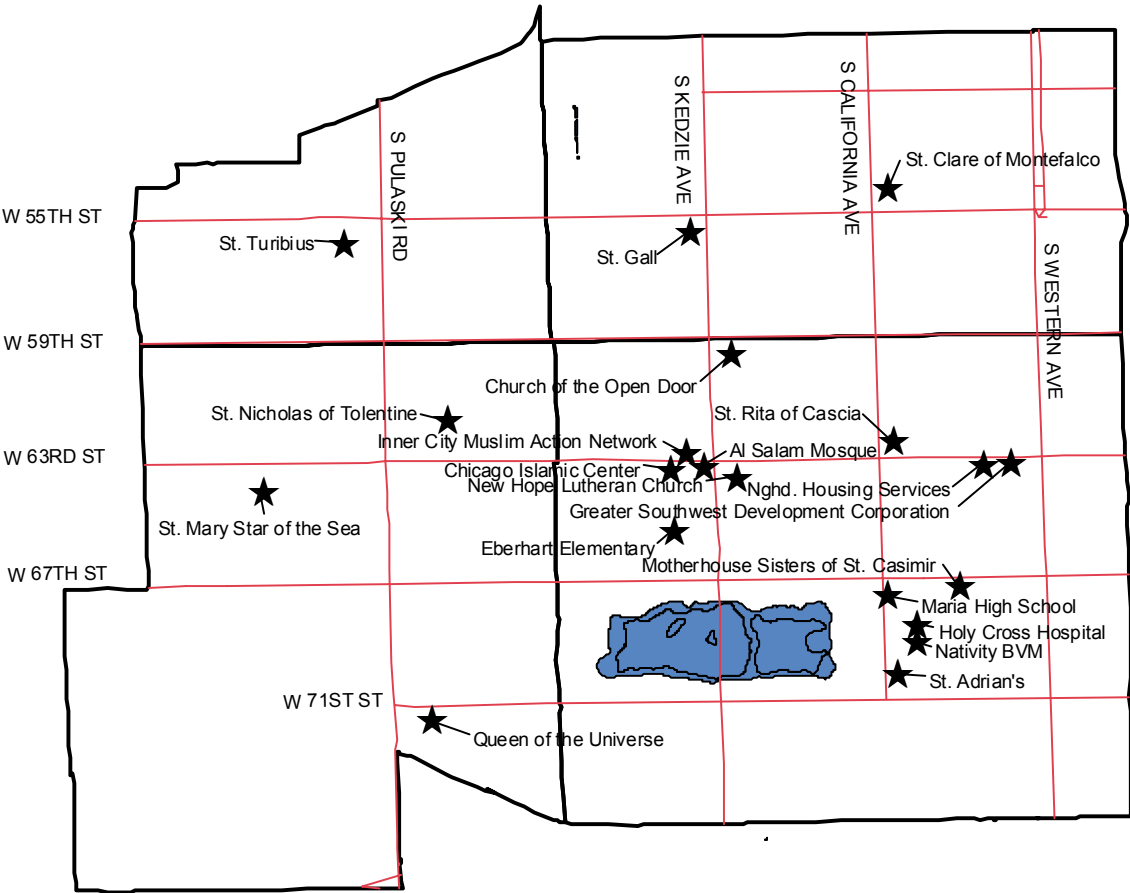 S KEDZIE AVE
S CALIFORNIA AVE
S PULASKI RD
St. Clare of Montefalco
W 55TH ST
St. Turibius
St. Gall
S WESTERN AVE
W 59TH ST
Church of the Open Door
St. Nicholas of Tolentine
St. Rita of Cascia
Inner City Muslim Action Network
Al Salam Mosque
W 63RD ST
Chicago Islamic Center
New Hope Lutheran Church
Nghd. Housing Services
Greater Southwest Development Corporation
St. Mary Star of the Sea
Eberhart Elementary
Motherhouse Sisters of St. Casimir
W 67TH ST
Maria High School
Holy Cross Hospital
Nativity BVM
St. Adrian's
W 71ST ST
Queen of the Universe